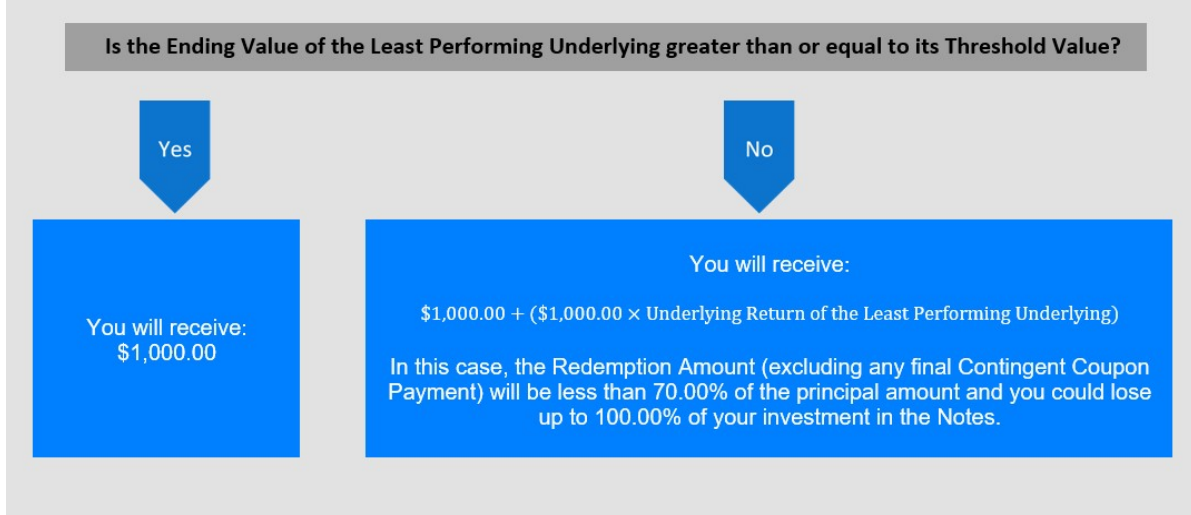 Is the Ending Value of the Least Performing Underlying greater than or equal to its Threshold Value?
Yes
No
You will receive:
$1,000.00
You will receive:
$1,000.00 + ($1,000.00 × Underlying Return of the Least Performing Underlying)
In this case, the Redemption Amount (excluding any final Contingent Coupon
Payment) will be less than 70.00% of the principal amount and you could lose
up to 100.00% of your investment in the Notes.